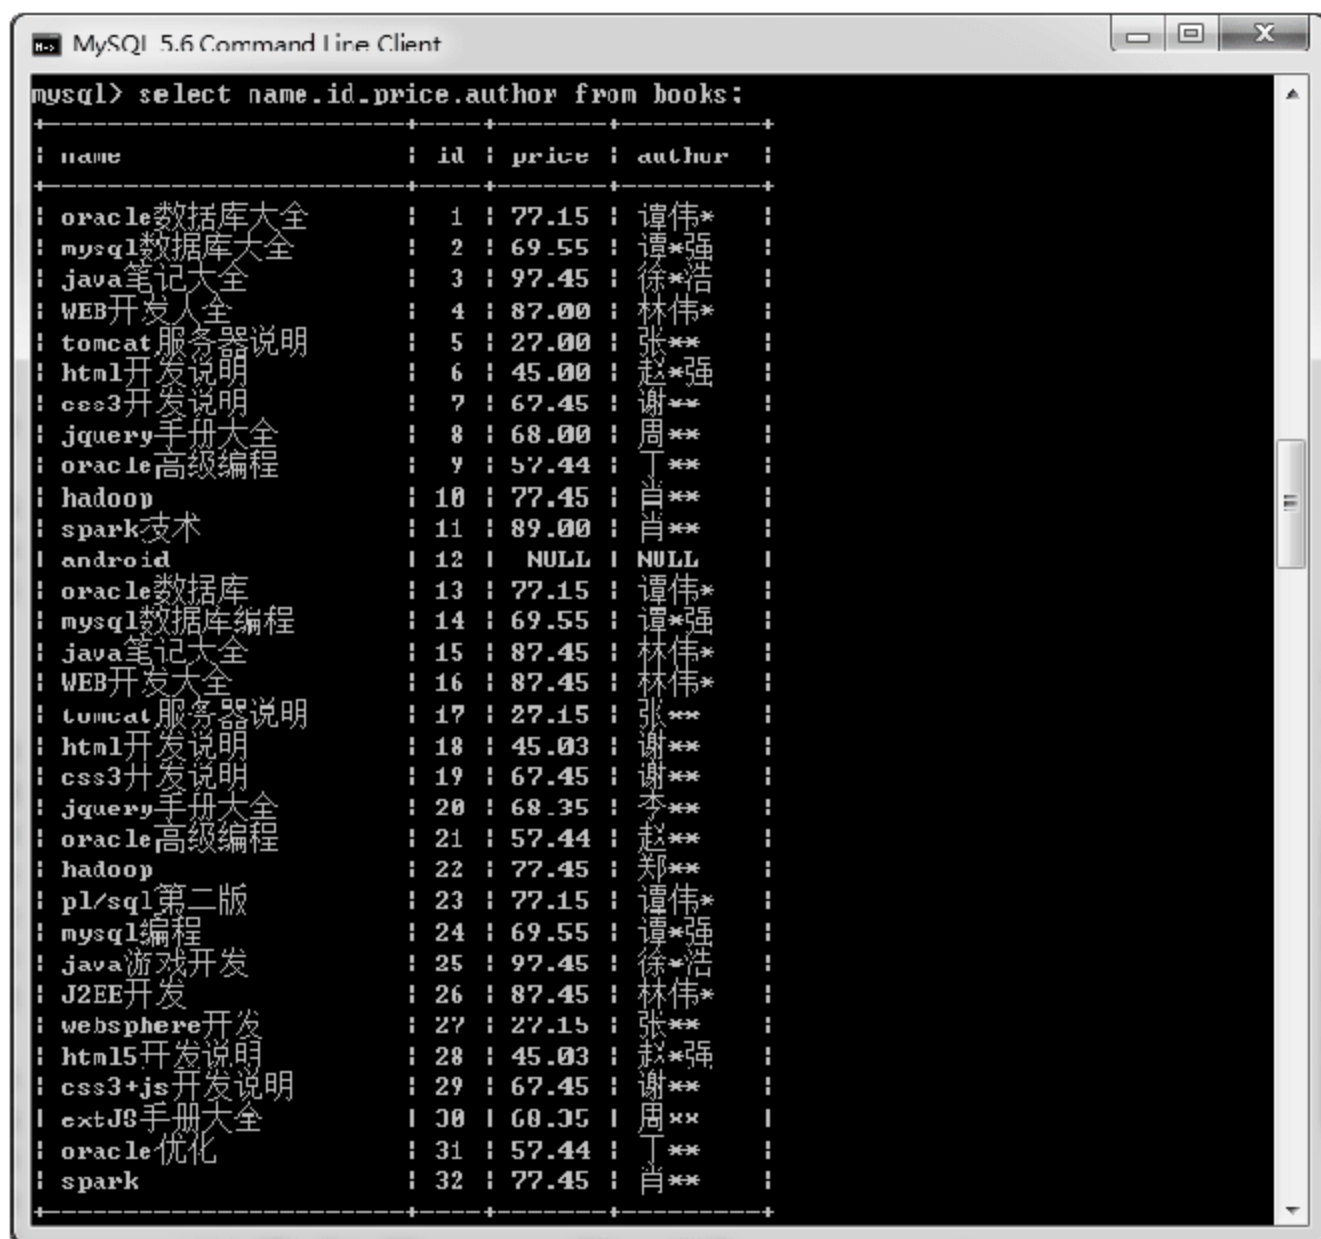 MySQL 5.6 Command Line Client
mysql> select name,id,price,author from books;
+------------------------+----+-------+---------+
| name | id | price | author |
+------------------------+----+-------+---------+
| oracle数据库大全 | 1 | 77.15 | 谭伟* |
| mysql数据库大全 | 2 | 69.55 | 谭*强 |
| java笔记大全 | 3 | 97.45 | 徐*浩 |
| WEB开发大全 | 4 | 87.00 | 林伟* |
| tomcat服务器说明 | 5 | 27.00 | 张** |
| html开发说明 | 6 | 45.00 | 赵*强 |
| css3开发说明 | 7 | 67.45 | 谢** |
| jquery手册大全 | 8 | 68.00 | 周** |
| oracle高级编程 | 9 | 57.44 | 丁** |
| hadoop | 10 | 77.45 | 肖** |
| spark技术 | 11 | 89.00 | 肖** |
| android | 12 | NULL | NULL |
| oracle数据库 | 13 | 77.15 | 谭伟* |
| mysql数据库编程 | 14 | 69.55 | 谭*强 |
| java笔记大全 | 15 | 87.45 | 林伟* |
| WEB开发大全 | 16 | 87.45 | 林伟* |
| tomcat服务器说明 | 17 | 27.15 | 张** |
| html开发说明 | 18 | 45.03 | 谢** |
| css3开发说明 | 19 | 67.45 | 谢** |
| jquery手册大全 | 20 | 68.35 | 李** |
| oracle高级编程 | 21 | 57.44 | 赵** |
| hadoop | 22 | 77.45 | 郑** |
| pl/sql第二版 | 23 | 77.15 | 谭伟* |
| mysql编程 | 24 | 69.55 | 谭*强 |
| java游戏开发 | 25 | 97.45 | 徐*浩 |
| J2EE开发 | 26 | 87.45 | 林伟* |
| websphere开发 | 27 | 27.15 | 张** |
| html5开发说明 | 28 | 45.03 | 赵*强 |
| css3+js开发说明 | 29 | 67.45 | 谢** |
| extJS手册大全 | 30 | 68.35 | 周** |
| oracle优化 | 31 | 57.44 | 丁** |
| spark | 32 | 77.45 | 肖** |
+------------------------+----+-------+---------+